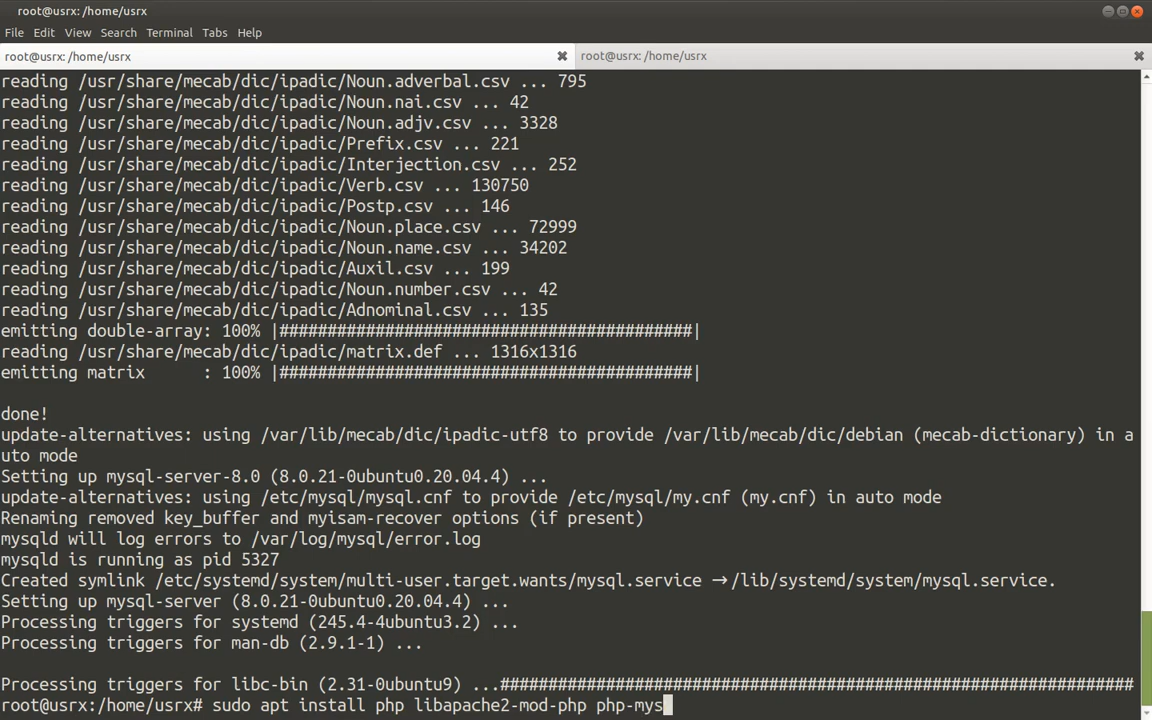 root@usrx: /home/usrx
File Edit View Search Terminal Tabs Help
root@usrx: /home/usrx
root@usrx: /home/usrx
reading /usr/share/mecab/dic/ipadic/Noun.adverbal.csv ... 795
reading /usr/share/mecab/dic/ipadic/Noun.nai.csv ... 42
reading /usr/share/mecab/dic/ipadic/Noun.adjv.csv ... 3328
reading /usr/share/mecab/dic/ipadic/Prefix.csv ... 221
reading /usr/share/mecab/dic/ipadic/Interjection.csv ... 252
reading /usr/share/mecab/dic/ipadic/Verb.csv ... 130750
reading /usr/share/mecab/dic/ipadic/Postp.csv ... 146
reading /usr/share/mecab/dic/ipadic/Noun.place.csv ... 72999
reading /usr/share/mecab/dic/ipadic/Noun.name.csv ... 34202
reading /usr/share/mecab/dic/ipadic/Auxil.csv ... 199
reading /usr/share/mecab/dic/ipadic/Noun.number.csv ... 42
reading /usr/share/mecab/dic/ipadic/Adnominal.csv ... 135
emitting double-array: 100% |###########################################|
reading /usr/share/mecab/dic/ipadic/matrix.def ... 1316x1316
emitting matrix      : 100% |###########################################|
done!
update-alternatives: using /var/lib/mecab/dic/ipadic-utf8 to provide /var/lib/mecab/dic/debian (mecab-dictionary) in a
uto mode
Setting up mysql-server-8.0 (8.0.21-0ubuntu0.20.04.4) ...
update-alternatives: using /etc/mysql/mysql.cnf to provide /etc/mysql/my.cnf (my.cnf) in auto mode
Renaming removed key_buffer and myisam-recover options (if present)
mysqld will log errors to /var/log/mysql/error.log
mysqld is running as pid 5327
Created symlink /etc/systemd/system/multi-user.target.wants/mysql.service → /lib/systemd/system/mysql.service.
Setting up mysql-server (8.0.21-0ubuntu0.20.04.4) ...
Processing triggers for systemd (245.4-4ubuntu3.2) ...
Processing triggers for man-db (2.9.1-1) ...
Processing triggers for libc-bin (2.31-0ubuntu9) ...##################################################################
root@usrx:/home/usrx# sudo apt install php libapache2-mod-php php-mys